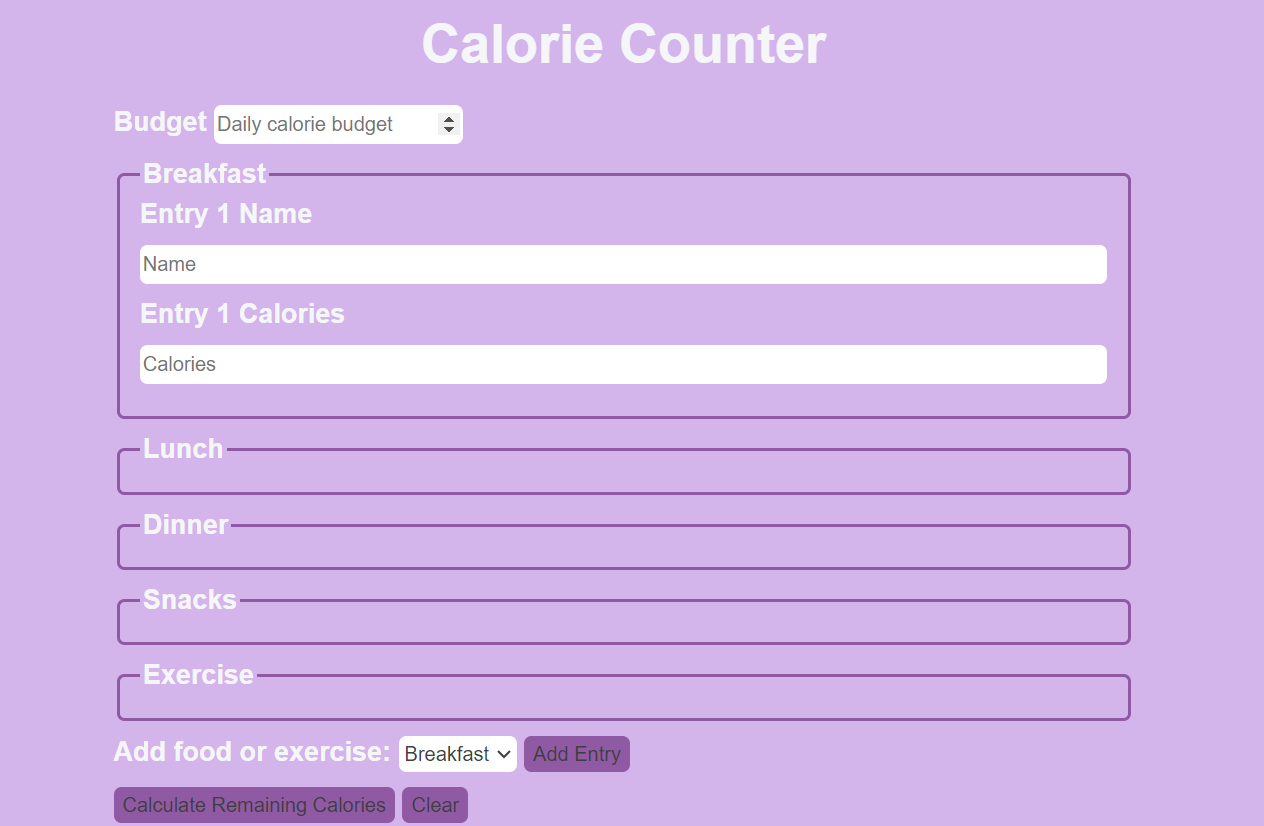 Calorie Counter
Budget Daily calorie budget
Breakfast
Entry 1 Name
Name
Entry 1 Calories
Calories
Lunch
Dinner
Snacks
Exercise
Add food or exercise: Breakfast Add Entry
Calculate Remaining Calories Clear